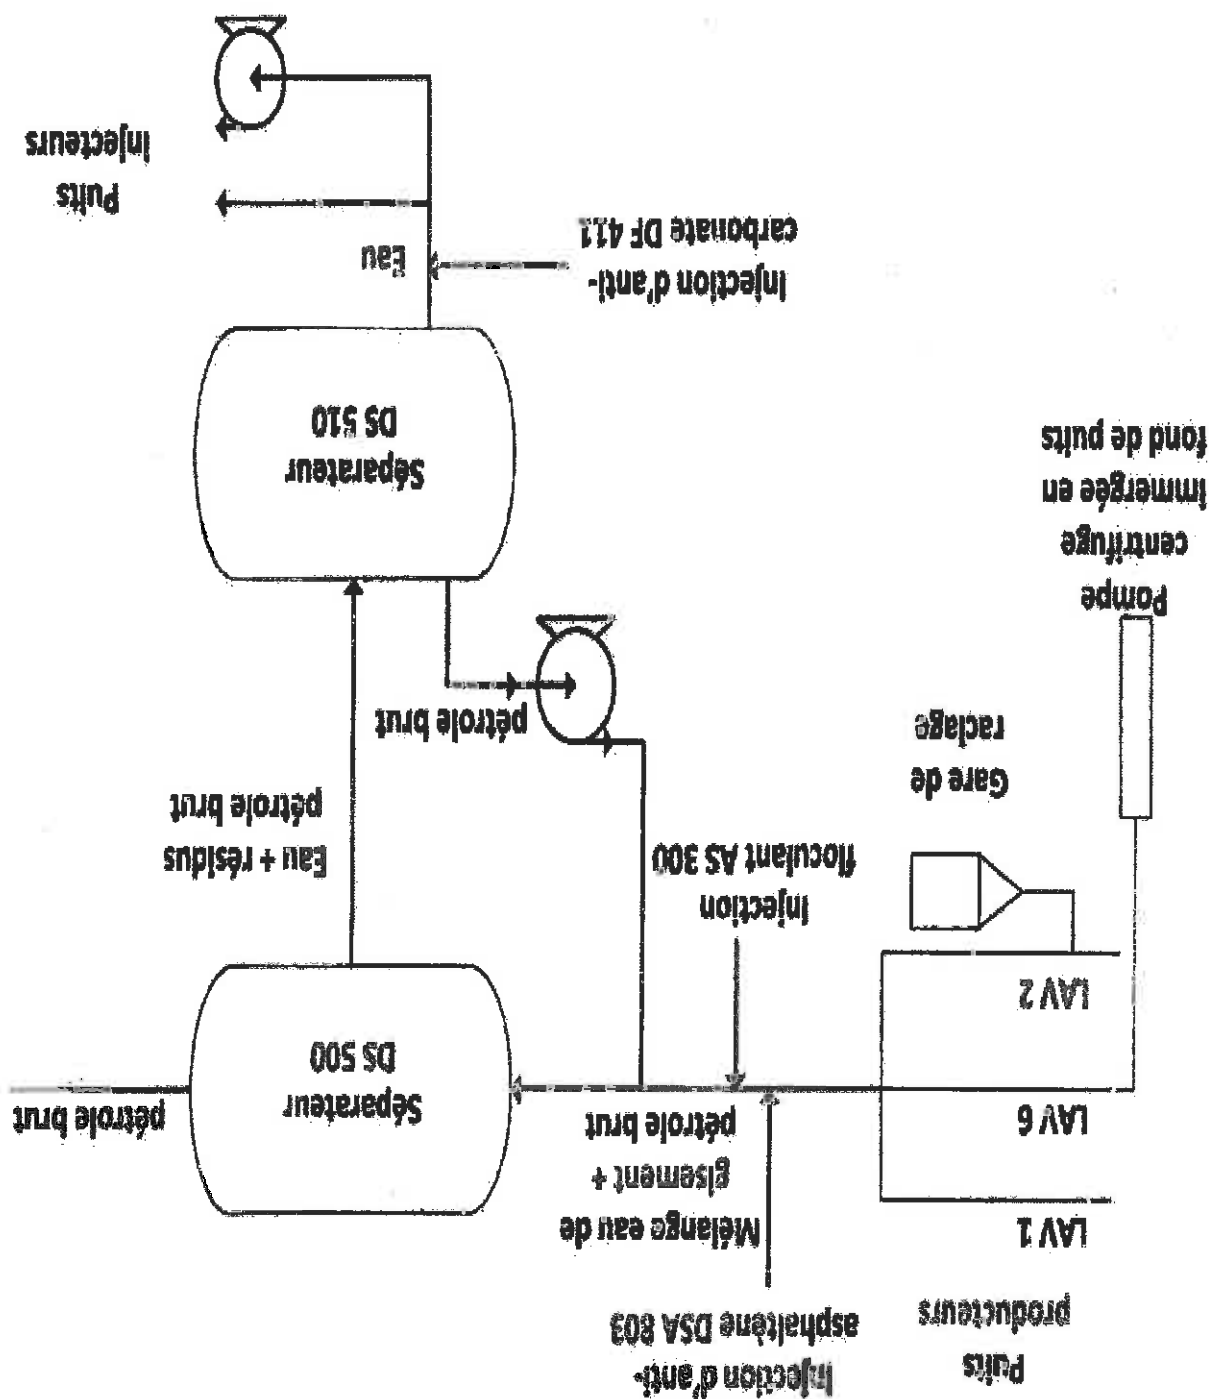 Puits
producteurs
Injection d'anti-
asphaltène DSA 803
LAV 1
Mélange eau de
gisement +
pétrole brut
LAV 6
Séparateur
DS 500
pétrole brut
LAV 2
Injection
floculant AS 300
Eau + résidus
pétrole brut
Gare de
raclage
pétrole brut
Pompe
centrifuge
immergée en
fond de puits
Séparateur
DS 510
Injection d'anti-
carbonate DF 411
Eau
Puits
Injecteurs